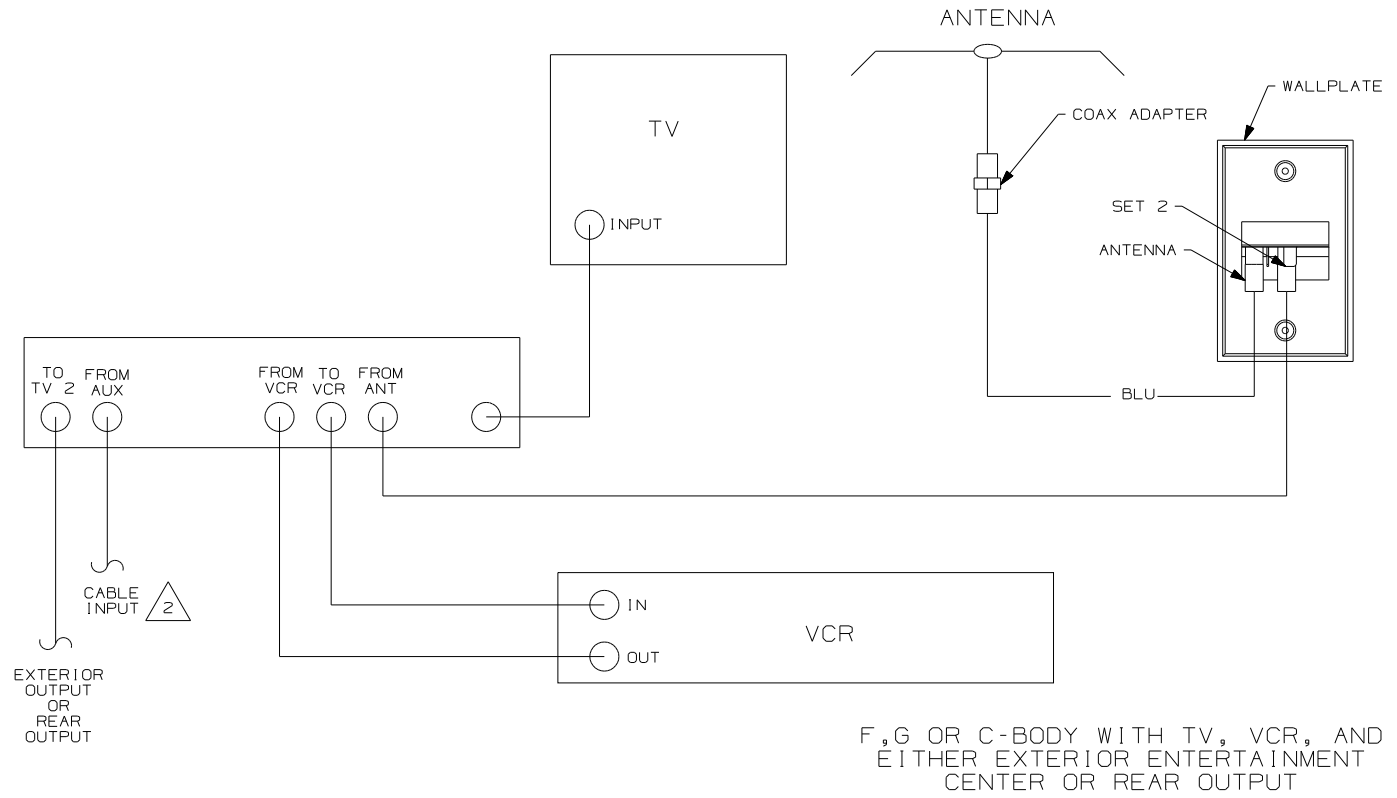 ANTENNA
WALLPLATE
COAX ADAPTER
TV
SET 2
INPUT
ANTENNA
TO
TV 2
FROM
AUX
FROM
VCR
TO
VCR
FROM
ANT
BLU
CABLE
INPUT
2
IN
VCR
OUT
EXTERIOR
OUTPUT
OR
REAR
OUTPUT
F,G OR C-BODY WITH TV, VCR, AND
EITHER EXTERIOR ENTERTAINMENT
CENTER OR REAR OUTPUT